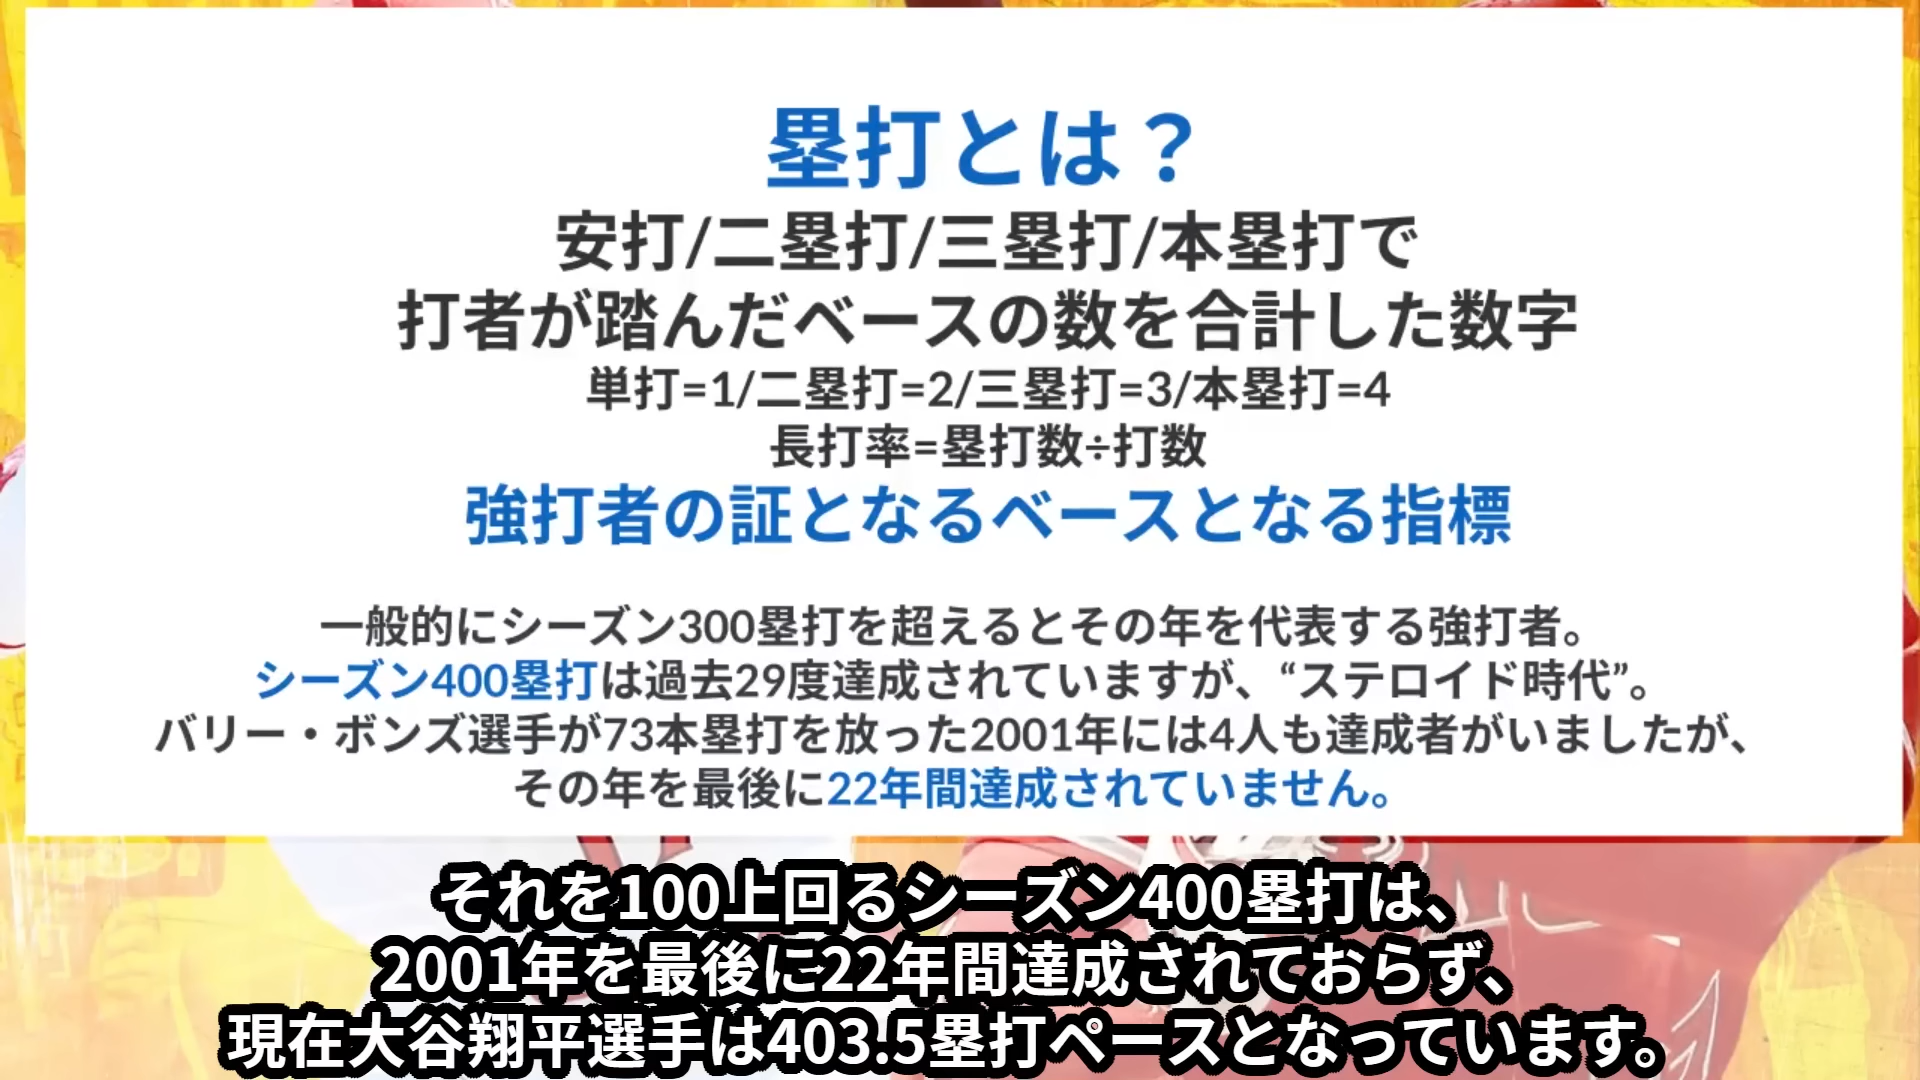 塁打とは？
安打/二塁打/三塁打/本塁打で
打者が踏んだベースの数を合計した数字
単打=1/二塁打=2/三塁打=3/本塁打=4
長打率=塁打数÷打数
強打者の証となるベースとなる指標
一般的にシーズン300塁打を超えるとその年を代表する強打者。
シーズン400塁打は過去29度達成されていますが、“ステロイド時代”。
バリー・ボンズ選手が73本塁打を放った2001年には4人も達成者がいましたが、
その年を最後に22年間達成されていません。
それを100上回るシーズン400塁打は、
2001年を最後に22年間達成されておらず、
現在大谷翔平選手は403.5塁打ペースとなっています。